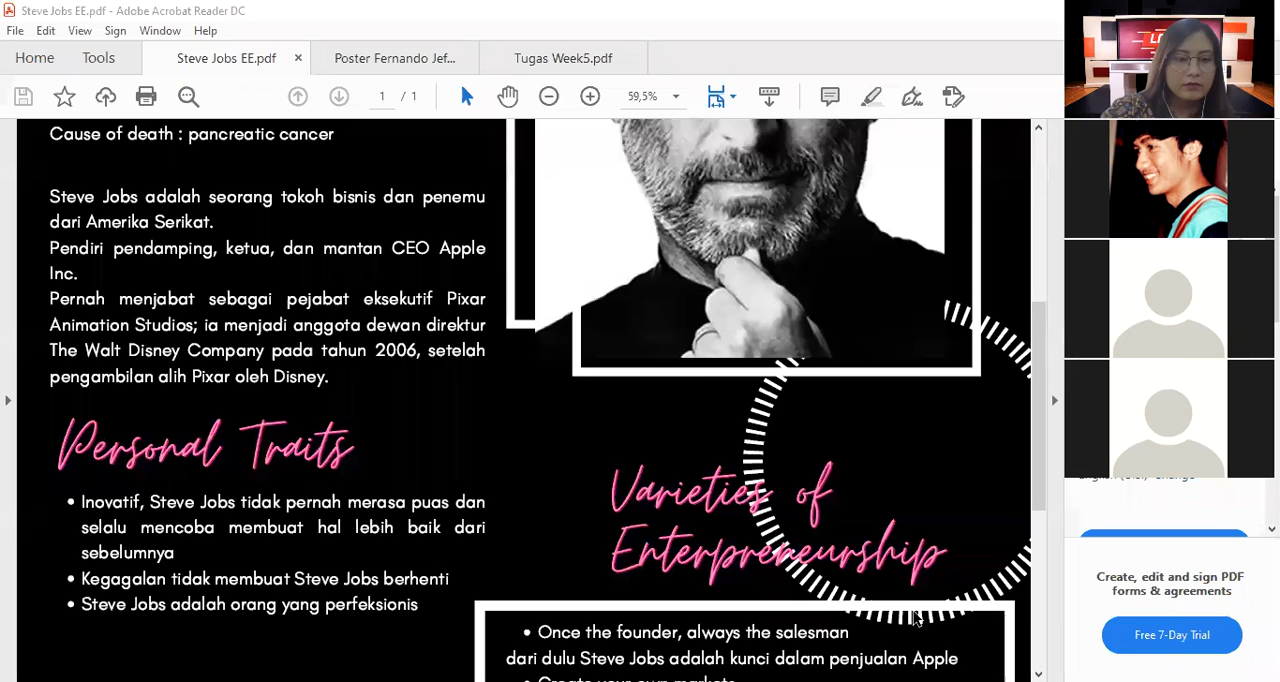 Steve Jobs EE.pdf - Adobe Acrobat Reader DC
File Edit View Sign Window Help
Home Tools Steve Jobs EE.pdf × Poster Fernando Jef... Tugas Week5.pdf
1 / 1 59,5%
Cause of death : pancreatic cancer
Steve Jobs adalah seorang tokoh bisnis dan penemu
dari Amerika Serikat.
Pendiri pendamping, ketua, dan mantan CEO Apple
Inc.
Pernah menjabat sebagai pejabat eksekutif Pixar
Animation Studios; ia menjadi anggota dewan direktur
The Walt Disney Company pada tahun 2006, setelah
pengambilan alih Pixar oleh Disney.
Personal Traits
• Inovatif, Steve Jobs tidak pernah merasa puas dan
selalu mencoba membuat hal lebih baik dari
sebelumnya
• Kegagalan tidak membuat Steve Jobs berhenti
• Steve Jobs adalah orang yang perfeksionis
Varieties of
Enterpreneurship
• Once the founder, always the salesman
dari dulu Steve Jobs adalah kunci dalam penjualan Apple
• Create your own markets
Create, edit and sign PDF
forms & agreements
Free 7-Day Trial